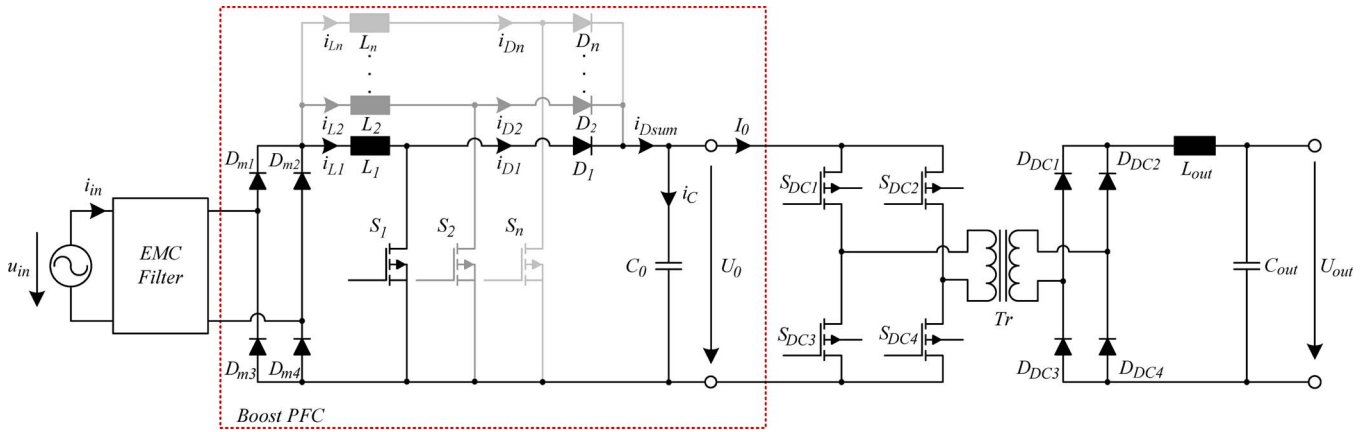 i_Ln L_n i_Dn D_n
i_L2 L_2 i_D2 D_2 i_Dsum I_0
D_m1 D_m2 i_L1 L_1 i_D1 D_1
D_DC1 D_DC2 L_out
i_in S_DC1 S_DC2 i_C
S_1 S_2 S_n
u_in EMC
Filter
C_0 U_0 C_out U_out
Tr
S_DC3 S_DC4
D_m3 D_m4 D_DC3 D_DC4
Boost PFC